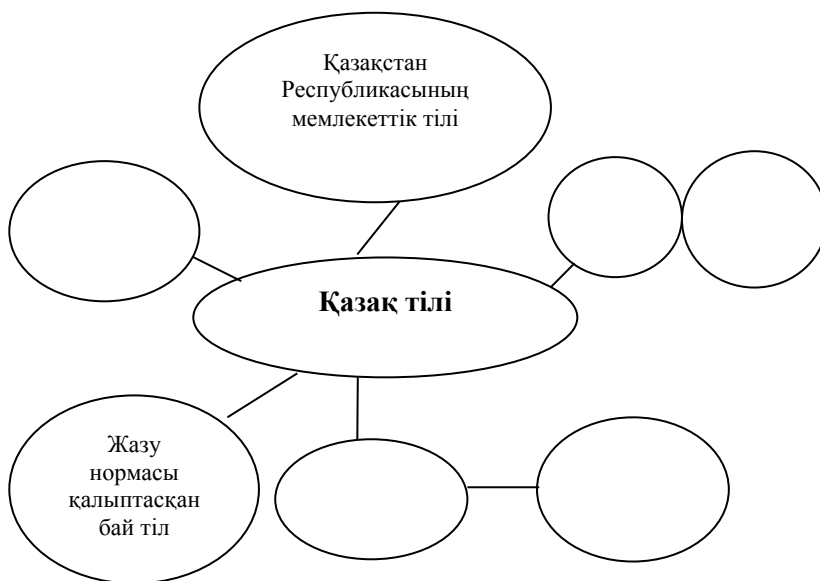 Қазақстан
Республикасының
мемлекеттік тілі
Қазақ тілі
Жазу
нормасы
қалыптасқан
бай тіл